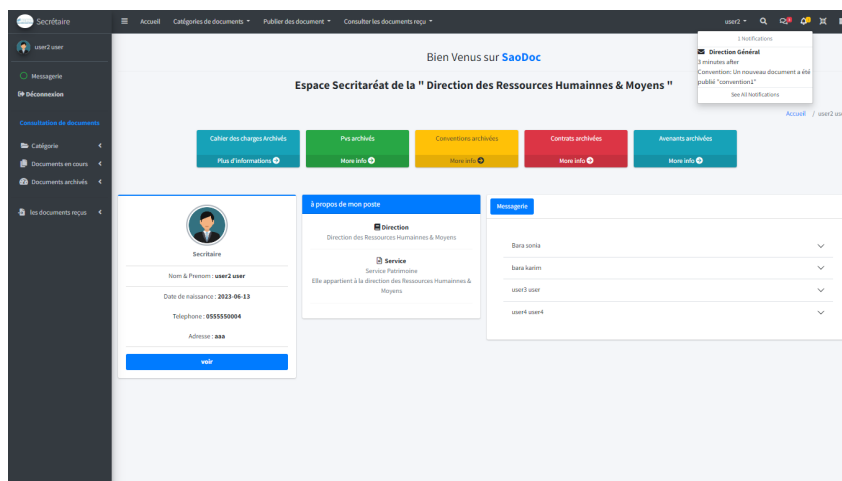 Secrétaire
Accueil
Catégories de documents
Publier des document
Consulter les documents reçu
user2
user2 user
Messagerie
Déconnexion
Consultation de documents
Catégorie
Documents en cours
Documents archivés
les documents reçus
1 Notifications
Direction Général
3 minutes after
Convention: Un nouveau document a été
publié "convention1"
See All Notifications
Bien Venus sur SaoDoc
Espace Secritaréat de la " Direction des Ressources Humainnes & Moyens "
Accueil / user2 use
Cahier des charges Archivés
Plus d'informations
Pvs archivés
More info
Conventions archivées
More info
Contrats archivées
More info
Avenants archivées
More info
Secritaire
Nom & Prenom : user2 user
Date de naissance : 2023-06-13
Telephone : 0555550004
Adresse : aaa
voir
à propos de mon poste
Direction
Direction des Ressources Humainnes & Moyens
Service
Service Patrimoine
Elle appartient à la direction des Ressources Humainnes &
Moyens
Messagerie
Bara sonia
bara karim
user3 user
user4 user4